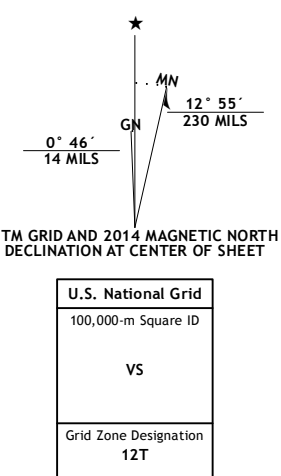 ★
MN
12° 55´
230 MILS
GN
0° 46´
14 MILS
TM GRID AND 2014 MAGNETIC NORTH
DECLINATION AT CENTER OF SHEET
U.S. National Grid
100,000-m Square ID
VS
Grid Zone Designation
12T